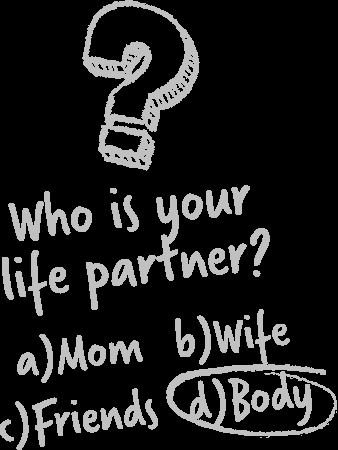 ?
Who is your
life partner?
a)Mom b)Wife
c)Friends d)Body